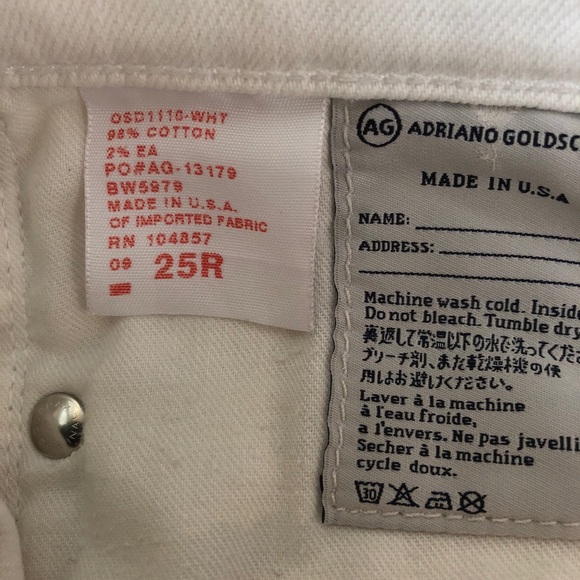 OSD1110-WHT
98% COTTON
2% EA
PO#AG-13179
BW5979
MADE IN U.S.A.
OF IMPORTED FABRIC
RN 104857
09 25R
AG ADRIANO GOLDSC
MADE IN U.S.A
NAME:
ADDRESS:
Machine wash cold. Inside
Do not bleach. Tumble dry
裏返して常温以下の水で洗ってくださ
ブリーチ剤、また乾燥機の使
用はお避けください。
Laver à la machine
à l'eau froide,
a l'envers. Ne pas javelli
Secher à la machine
cycle doux.
30